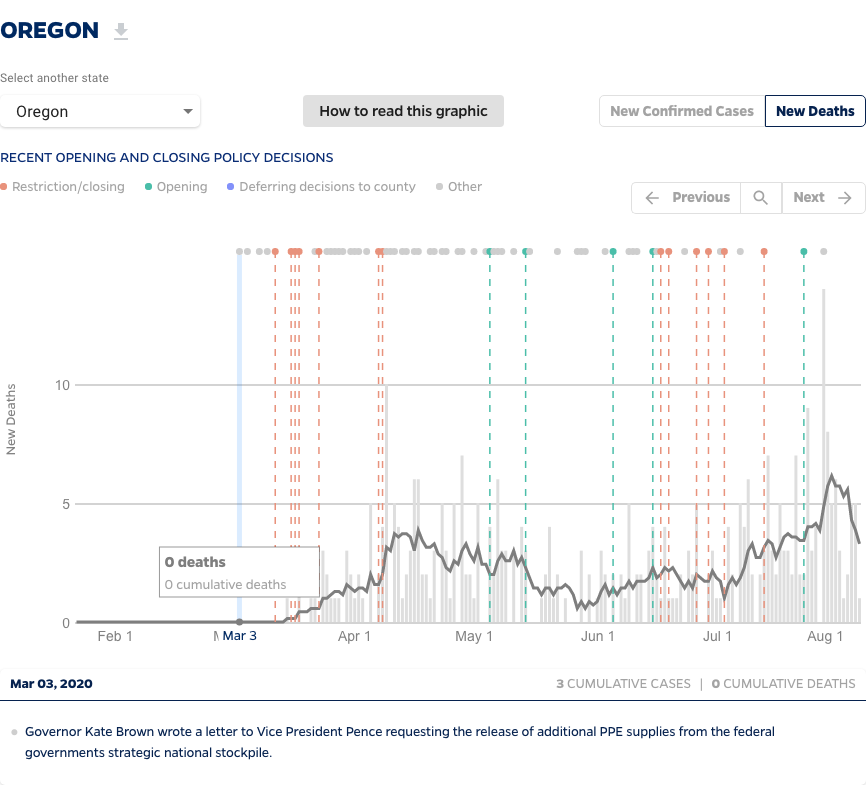 OREGON
Select another state
Oregon
How to read this graphic
New Confirmed Cases
New Deaths
RECENT OPENING AND CLOSING POLICY DECISIONS
Restriction/closing
Opening
Deferring decisions to county
Other
Previous
Next
New Deaths
10
5
0 deaths
0 cumulative deaths
0
Feb 1
Mar 3
Apr 1
May 1
Jun 1
Jul 1
Aug 1
Mar 03, 2020
3 CUMULATIVE CASES | 0 CUMULATIVE DEATHS
Governor Kate Brown wrote a letter to Vice President Pence requesting the release of additional PPE supplies from the federal
governments strategic national stockpile.